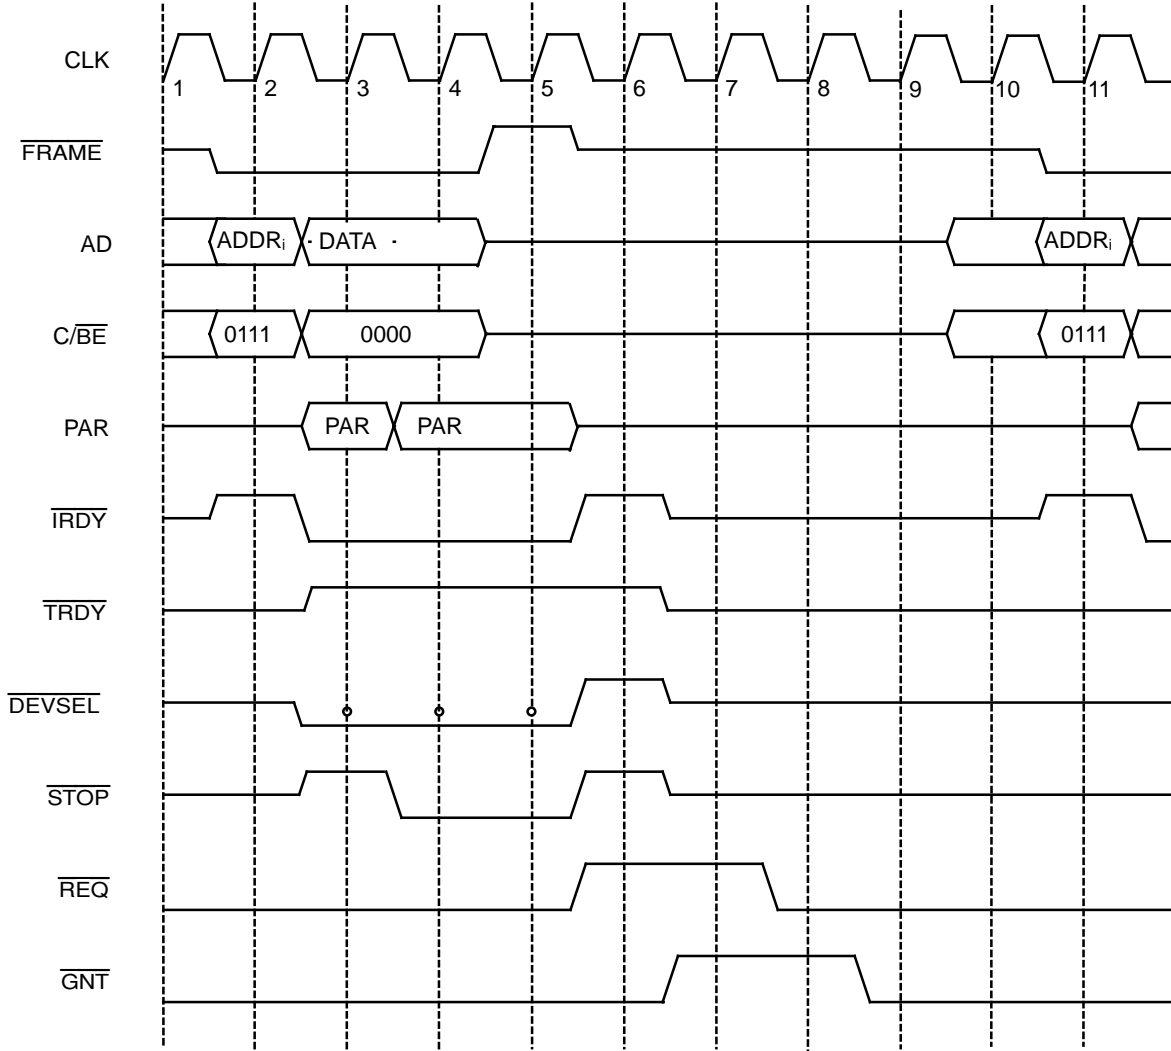 CLK
1 2 3 4 5 6 7 8 9 10 11
FRAME
AD ADDRi DATA ADDRi
C/BE 0111 0000 0111
PAR PAR PAR
IRDY
TRDY
DEVSEL
STOP
REQ
GNT